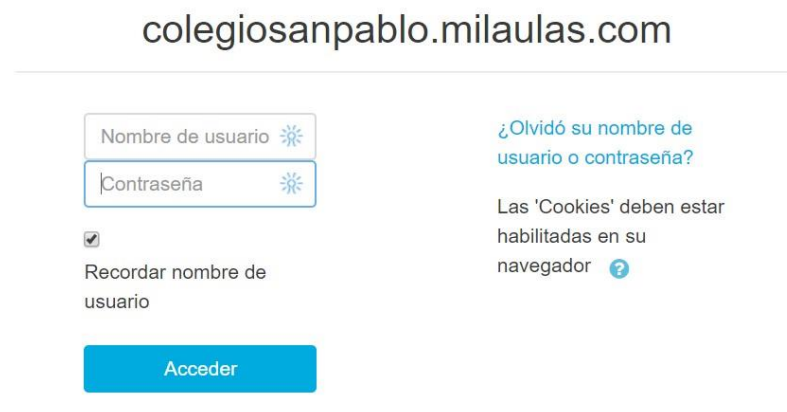 colegiosanpablo.milaulas.com
Nombre de usuario
Contraseña
Recordar nombre de
usuario
Acceder
¿Olvidó su nombre de
usuario o contraseña?
Las 'Cookies' deben estar
habilitadas en su
navegador ?